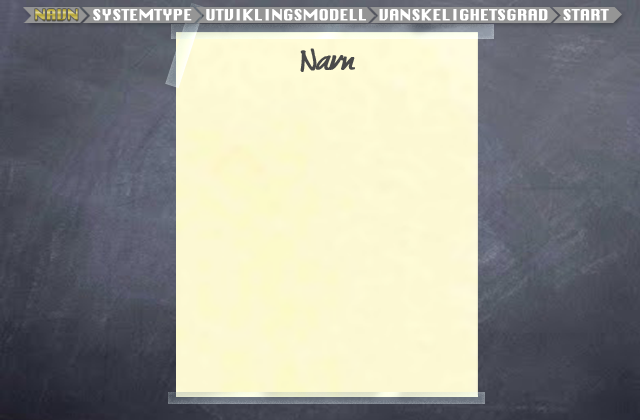 NAVN SYSTEMTYPE UTVIKLINGSMODELL VANSKELIGHETSGRAD START
Navn